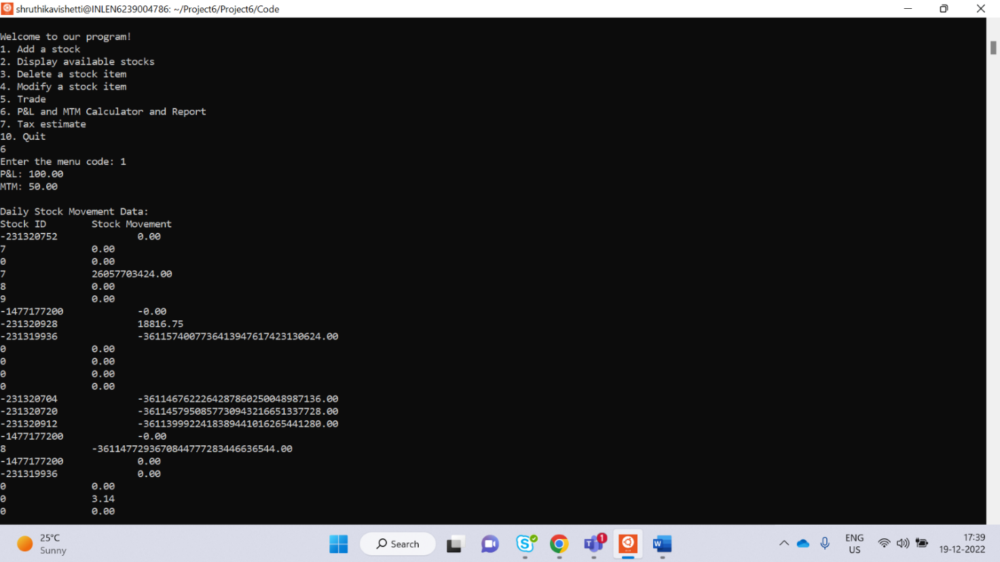 shruthikavishetti@INLEN6239004786: ~/Project6/Project6/Code
Welcome to our program!
1. Add a stock
2. Display available stocks
3. Delete a stock item
4. Modify a stock item
5. Trade
6. P&L and MTM Calculator and Report
7. Tax estimate
10. Quit
6
Enter the menu code: 1
P&L: 100.00
MTM: 50.00
Daily Stock Movement Data:
Stock ID Stock Movement
-231320752 0.00
7 0.00
0 0.00
7 26057703424.00
8 0.00
9 0.00
-1477177200 -0.00
-231320928 18816.75
-231319936 -36115740077364139476174231306​24.00
0 0.00
0 0.00
0 0.00
0 0.00
-231320704 -3611467622264287860250048987136.00
-231320720 -3611457950857730943216651337728.00
-231320912 -3611399922418389441016265441280.00
-1477177200 -0.00
8 -3611477293670844777283446636544.00
-1477177200 0.00
-231319936 0.00
0 0.00
0 3.14
0 0.00
25°C
Sunny
Search
1
ENG
US
17:39
19-12-2022